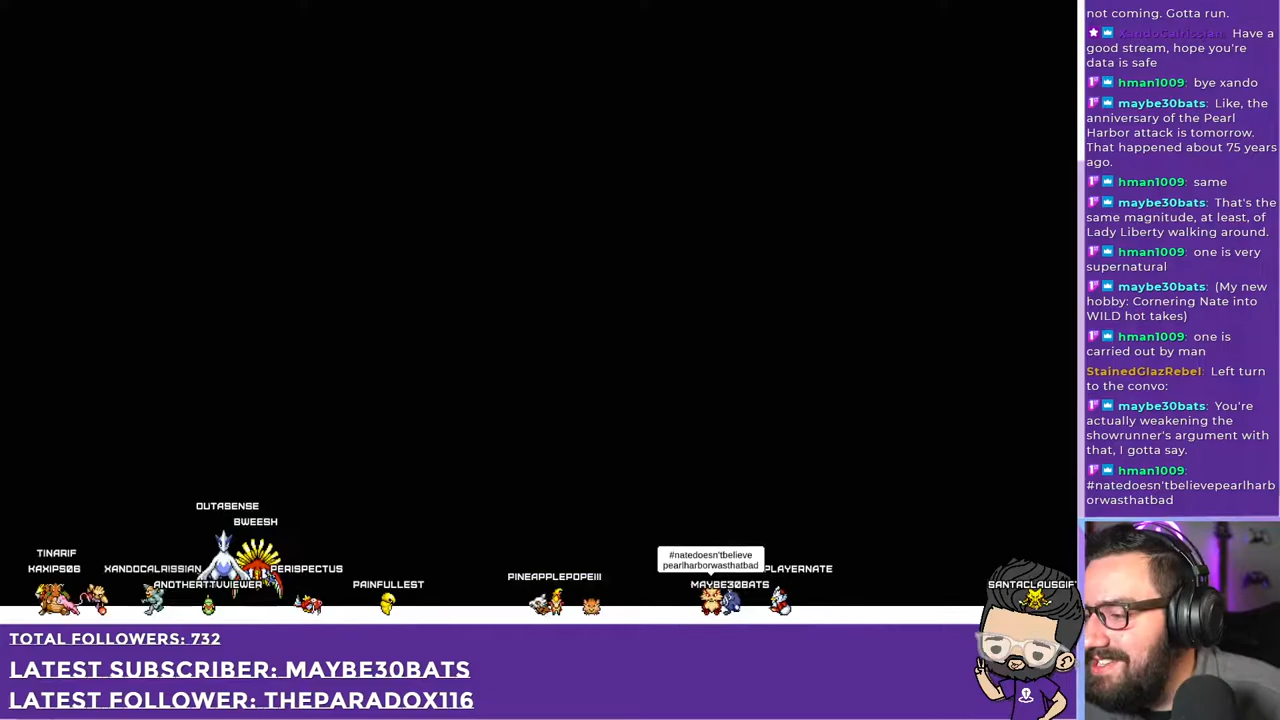 not coming. Gotta run.
XandoCalrissian: Have a
good stream, hope you're
data is safe
hman1009: bye xando
maybe30bats: Like, the
anniversary of the Pearl
Harbor attack is tomorrow.
That happened about 75 years
ago.
hman1009: same
maybe30bats: That's the
same magnitude, at least, of
Lady Liberty walking around.
hman1009: one is very
supernatural
maybe30bats: (My new
hobby: Cornering Nate into
WILD hot takes)
hman1009: one is
carried out by man
StainedGlazRebel: Left turn
to the convo:
maybe30bats: You're
actually weakening the
showrunner's argument with
that, I gotta say.
hman1009:
#natedoesn'tbelievepearlharb
orwasthatbad
OUTASENSE
BWEESH
TINARIF
KAXIPS06
XANDOCALRISSIAN
PERISPECTUS
ANOTHERTTVVIEWER
PAINFULLEST
PINEAPPLEPOPEIII
#natedoesn'tbelieve
pearlharborwasthatbad
PLAYERNATE
MAYBE30BATS
SANTACLAUSGIFT
TOTAL FOLLOWERS: 732
LATEST SUBSCRIBER: MAYBE30BATS
LATEST FOLLOWER: THEPARADOX116